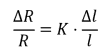 ΔR/R = K · Δl/l